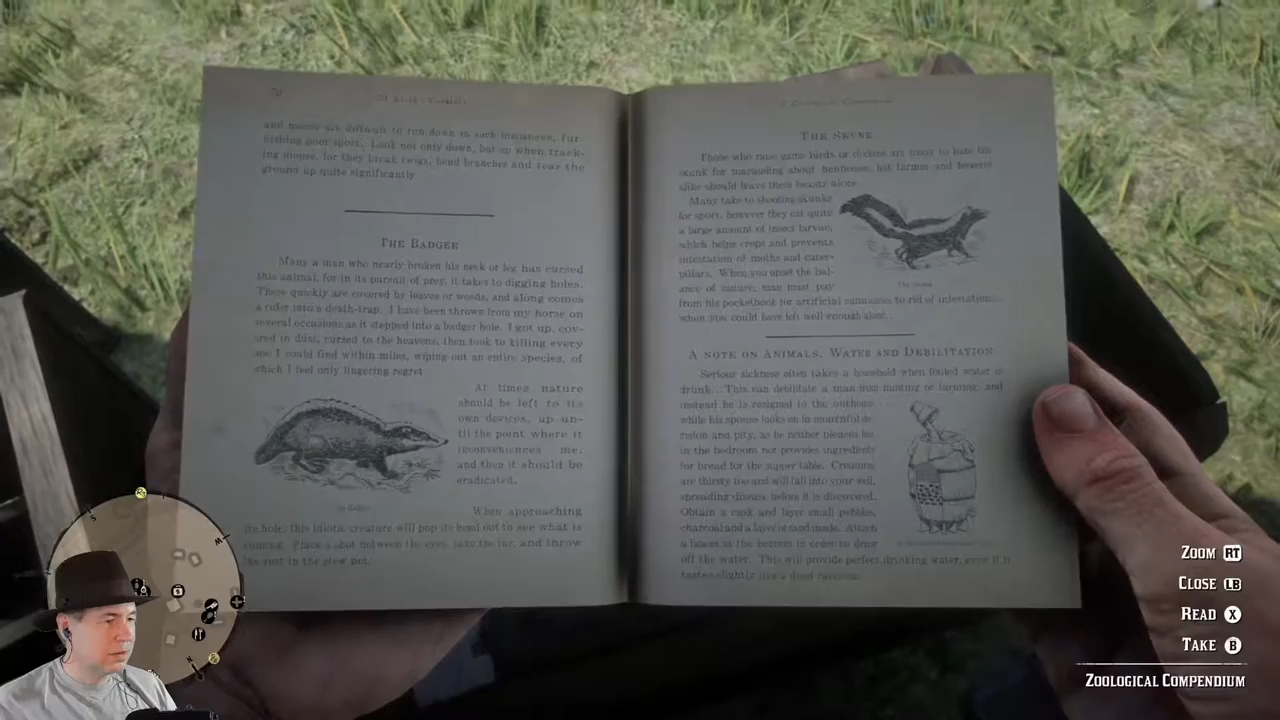 70
and moose are difficult to run down in such instances, fur-
nishing poor sport. Look not only down, but up when track-
ing moose, for they break twigs, bend branches and tear the
ground up quite significantly
THE BADGER
Many a man who nearly broken his neck or leg has cursed
this animal, for in its pursuit of prey, it takes to digging holes.
These quickly are covered by leaves or weeds, and along comes
a rider into a death-trap. I have been thrown from my horse on
several occasions as it stepped into a badger hole. I got up, cov-
ered in dust, cursed to the heavens, then took to killing every
one I could find within miles, wiping out an entire species, of
which I feel only lingering regret
At times nature
should be left to its
own devices, up un-
til the point where it
inconveniences me,
and then it should be
eradicated.
When approaching
its hole, this idiotic creature will pop its head out to see what is
coming. Place a shot between the eyes, take the fur, and throw
the rest in the stew pot.
A Zoological Compendium
THE SKUNK
Those who raise game birds or chickens are to hate the
skunk for marauding about henhouses, but farmer and forestry
alike should leave these beasts alone
Many take to shooting skunks
for sport, however they eat quite
a large amount of insect larvae,
which helps crops and prevents
infestation of moths and cater-
pillars. When you upset the bal-
ance of nature, man must pay
from his pocketbook for artificial to rid of infestations,
when you could have left well enough alone.
The Skunk
A NOTE ON ANIMALS, WATER AND DEBILITATION
Serious sickness often takes a household when fouled water is
drunk. This can debilitate a man from hunting or farming, and
instead he is resigned to the outhouse
while his spouse looks on in mournful de-
rision and pity, as he neither pleases her
in the bedroom nor provides ingredients
for bread for the supper table. Creatures
are thirsty too and will fall into your well,
spreading disease before it is discovered.
Obtain a cask and layer small pebbles,
charcoal and a layer of sand inside. Attach
a faucet in the bottom in order to draw
off the water. This will provide perfect drinking water, even if it
tastes slightly like a dead raccoon.
ZOOM RT
CLOSE LB
READ X
TAKE B
ZOOLOGICAL COMPENDIUM